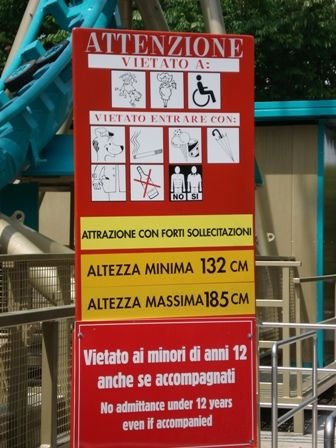 ATTENZIONE
VIETATO A:
VIETATO ENTRARE CON:
NO SI
ATTRAZIONE CON FORTI SOLLECITAZIONI
ALTEZZA MINIMA 132 CM
ALTEZZA MASSIMA 185 CM
Vietato ai minori di anni 12
anche se accompagnati
No admittance under 12 years
even if accompanied